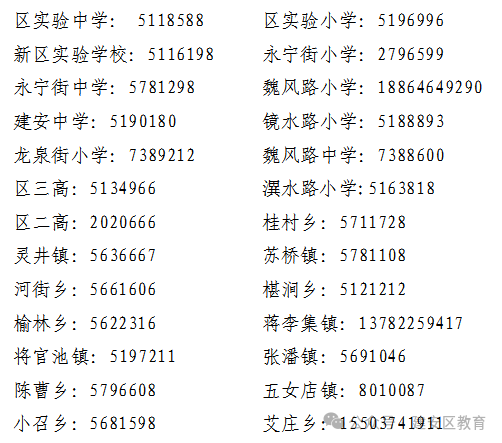 区实验中学： 5118588 区实验小学：5196996
新区实验学校：5116198 永宁街小学：2796599
永宁街中学：5781298 魏风路小学：18864649290
建安中学：5190180 镜水路小学：5188893
龙泉街小学：7389212 魏风路中学：7388600
区三高：5134966 潩水路小学:5163818
区二高：2020666 桂村乡：5711728
灵井镇：5636667 苏桥镇：5781108
河街乡：5661606 椹涧乡：5121212
榆林乡：5622316 蒋李集镇：13782259417
将官池镇：5197211 张潘镇：5691046
陈曹乡：5796608 五女店镇：8010087
小召乡：5681598 艾庄乡：15503741911